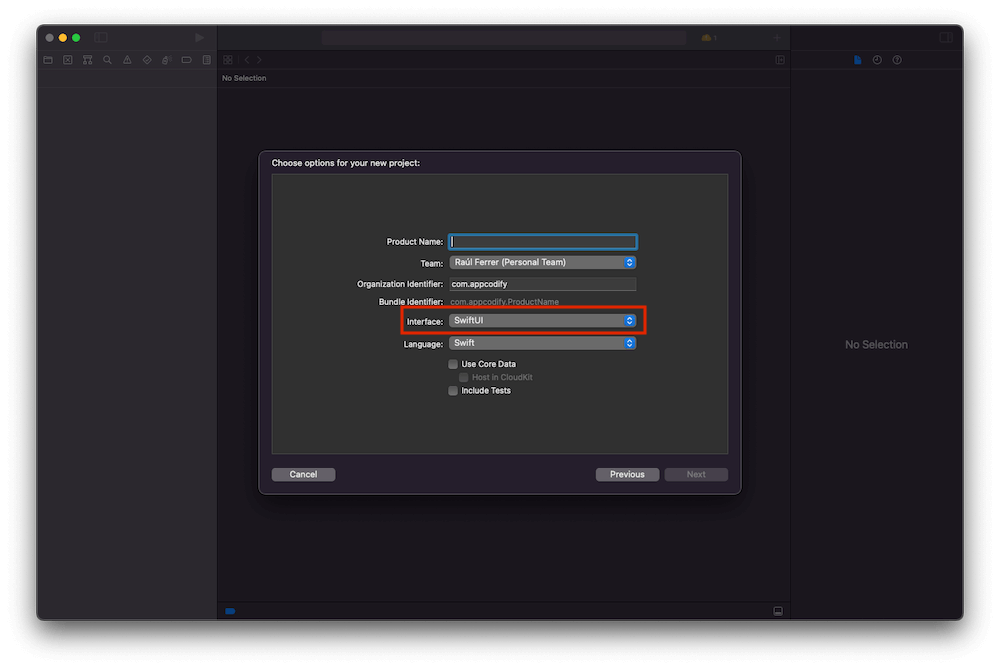 1
No Selection
Choose options for your new project:
Product Name:
Team: Raúl Ferrer (Personal Team)
Organization Identifier: com.appcodify
Bundle Identifier: com.appcodify.ProductName
Interface: SwiftUI
Language: Swift
Use Core Data
Host in CloudKit
Include Tests
No Selection
Cancel Previous Next